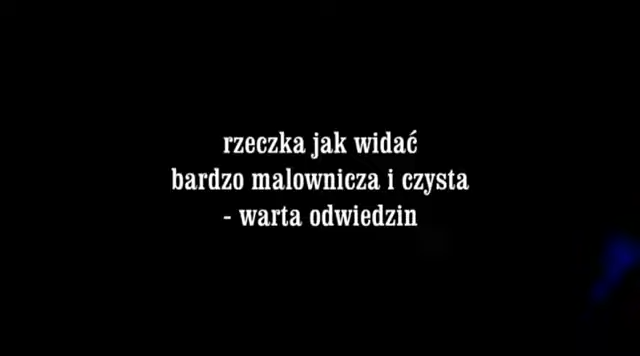 rzeczka jak widać
bardzo malownicza i czysta
- warta odwiedzin